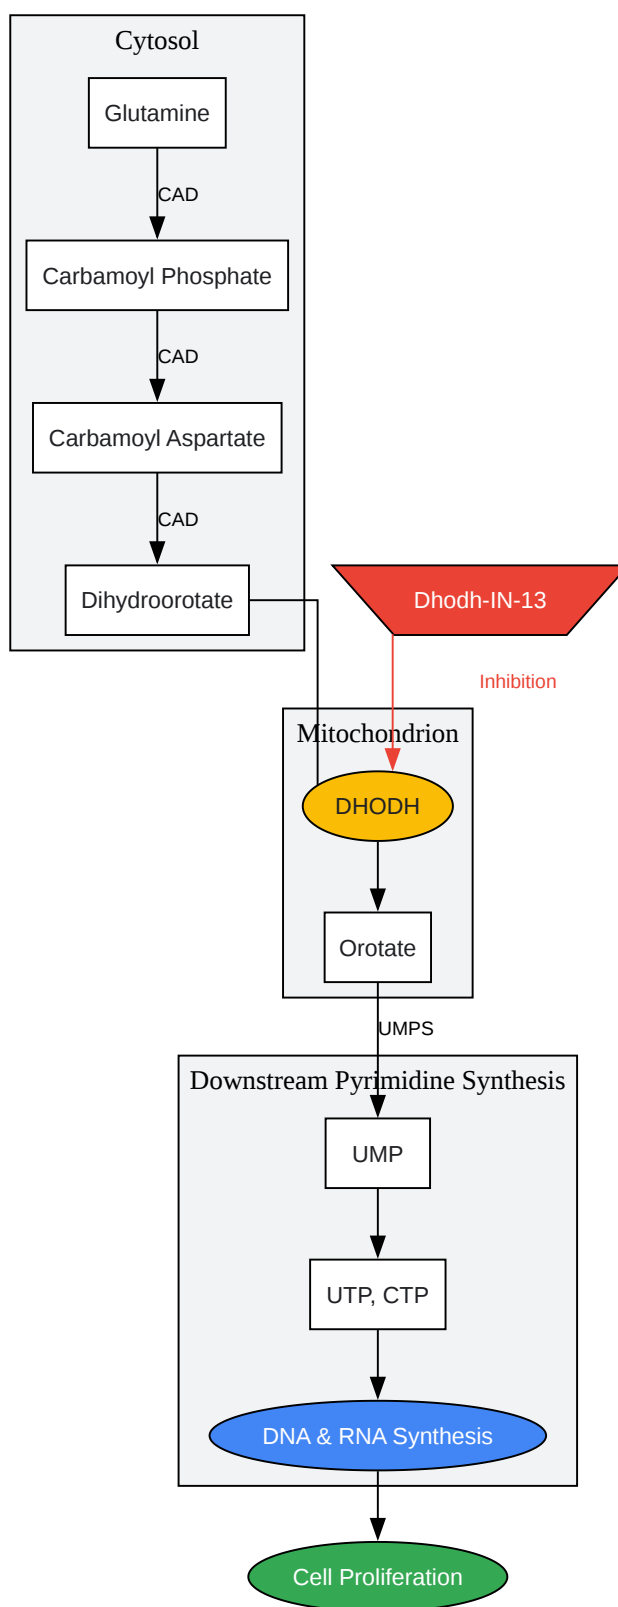 Cytosol
Glutamine
CAD
Carbamoyl Phosphate
CAD
Carbamoyl Aspartate
CAD
Dihydroorotate
Dhodh-IN-13
Inhibition
Mitochondrion
DHODH
Orotate
UMPS
Downstream Pyrimidine Synthesis
UMP
UTP, CTP
DNA & RNA Synthesis
Cell Proliferation